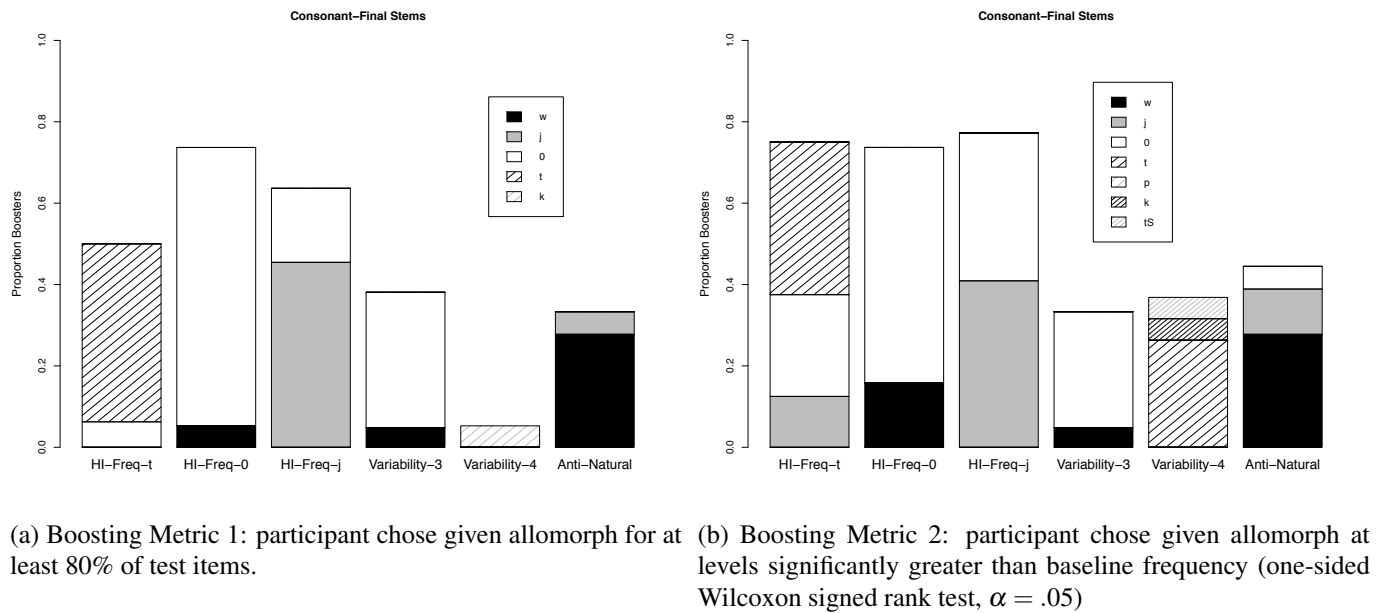 Consonant−Final Stems
Proportion Boosters
1.0
0.8
0.6
0.4
0.2
0.0
w
j
0
t
k
HI−Freq−t HI−Freq−0 HI−Freq−j Variability−3 Variability−4 Anti−Natural
(a) Boosting Metric 1: participant chose given allomorph for at
least 80% of test items.
Consonant−Final Stems
Proportion Boosters
1.0
0.8
0.6
0.4
0.2
0.0
w
j
0
t
p
k
tS
HI−Freq−t HI−Freq−0 HI−Freq−j Variability−3 Variability−4 Anti−Natural
(b) Boosting Metric 2: participant chose given allomorph at
levels significantly greater than baseline frequency (one-sided
Wilcoxon signed rank test, α = .05)